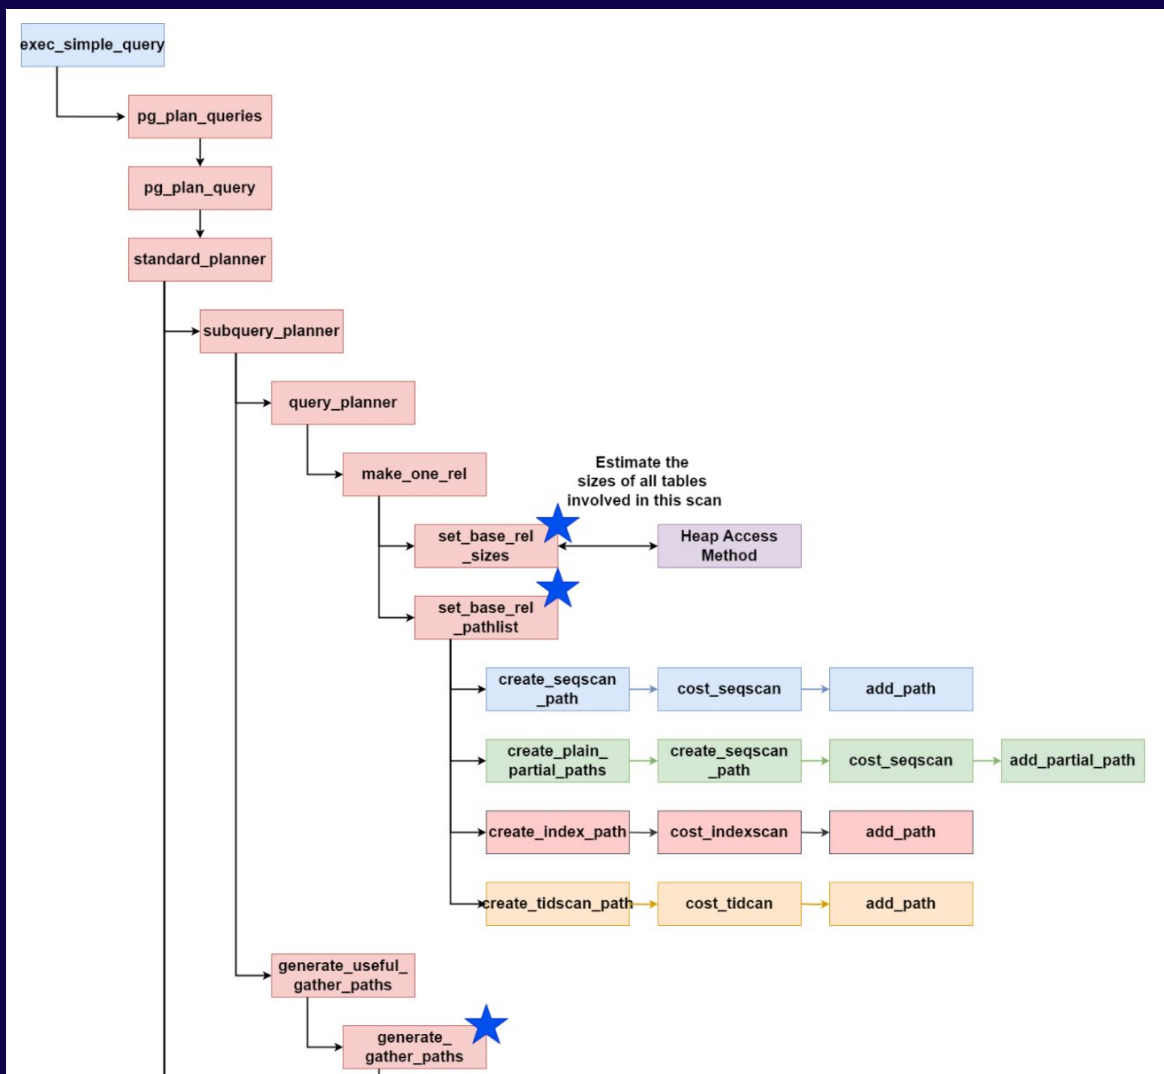 exec_simple_query
pg_plan_queries
pg_plan_query
standard_planner
subquery_planner
query_planner
make_one_rel
Estimate the
sizes of all tables
involved in this scan
set_base_rel
_sizes
Heap Access
Method
set_base_rel
_pathlist
create_seqscan
_path
cost_seqscan
add_path
create_plain_
partial_paths
create_seqscan
_path
cost_seqscan
add_partial_path
create_index_path
cost_indexscan
add_path
create_tidscan_path
cost_tidcan
add_path
generate_useful_
gather_paths
generate_
gather_paths